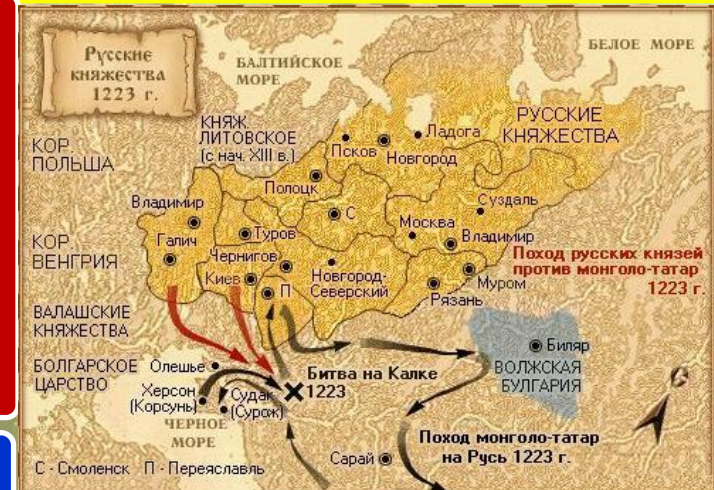 Русские
княжества
1223 г.
БАЛТИЙСКОЕ
МОРЕ
БЕЛОЕ МОРЕ
КНЯЖ.
ЛИТОВСКОЕ
(с нач. XIII в.)
РУССКИЕ
КНЯЖЕСТВА
КОР.
ПОЛЬША
Псков
Ладога
Новгород
Полоцк
Владимир
С
Суздаль
Москва
Владимир
КОР.
ВЕНГРИЯ
Галич
Туров
Чернигов
Киев
П
Новгород-
Северский
Муром
Рязань
Поход русских князей
против монголо-татар
1223 г.
ВАЛАШСКИЕ
КНЯЖЕСТВА
БОЛГАРСКОЕ
ЦАРСТВО
Олешье
Херсон
(Корсунь)
Судак
(Сурож)
Битва на Калке
1223
Биляр
ВОЛЖСКАЯ
БУЛГАРИЯ
С
ЧЕРНОЕ
МОРЕ
Сарай
Поход монголо-татар
на Русь 1223 г.
С - Смоленск П - Переяславль